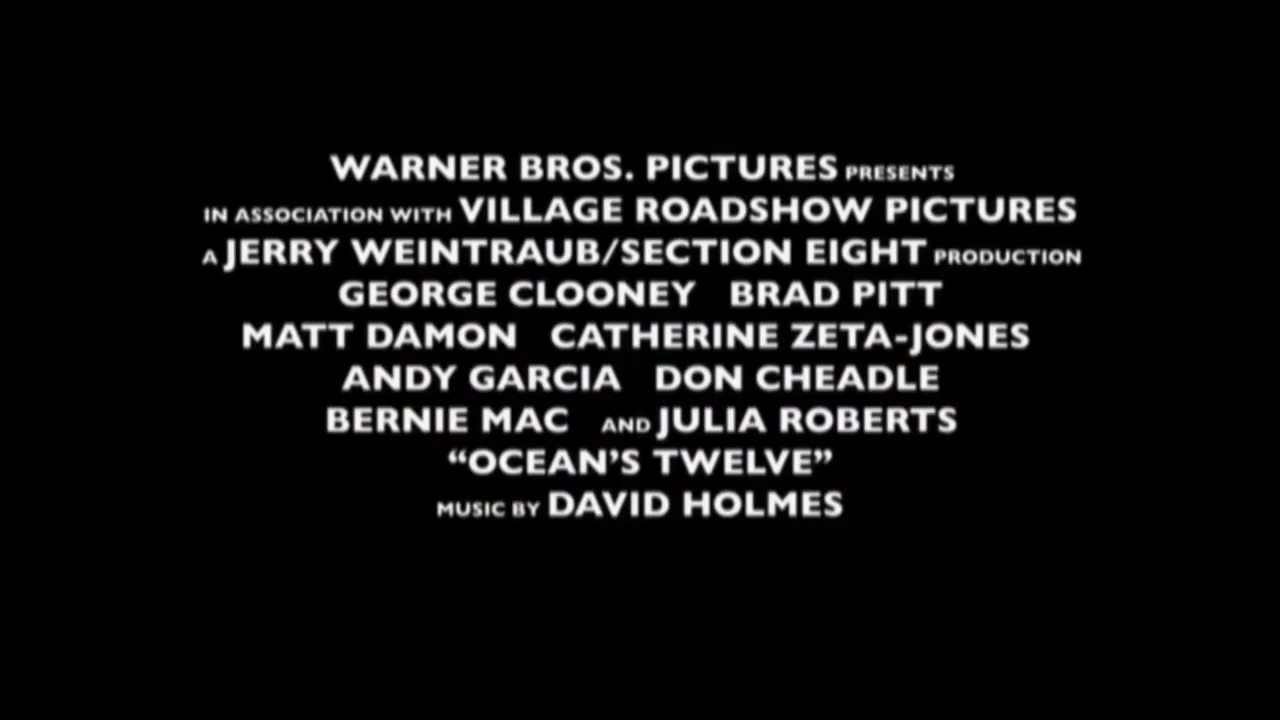 WARNER BROS. PICTURES PRESENTS
IN ASSOCIATION WITH VILLAGE ROADSHOW PICTURES
A JERRY WEINTRAUB/SECTION EIGHT PRODUCTION
GEORGE CLOONEY BRAD PITT
MATT DAMON CATHERINE ZETA-JONES
ANDY GARCIA DON CHEADLE
BERNIE MAC AND JULIA ROBERTS
“OCEAN’S TWELVE”
MUSIC BY DAVID HOLMES